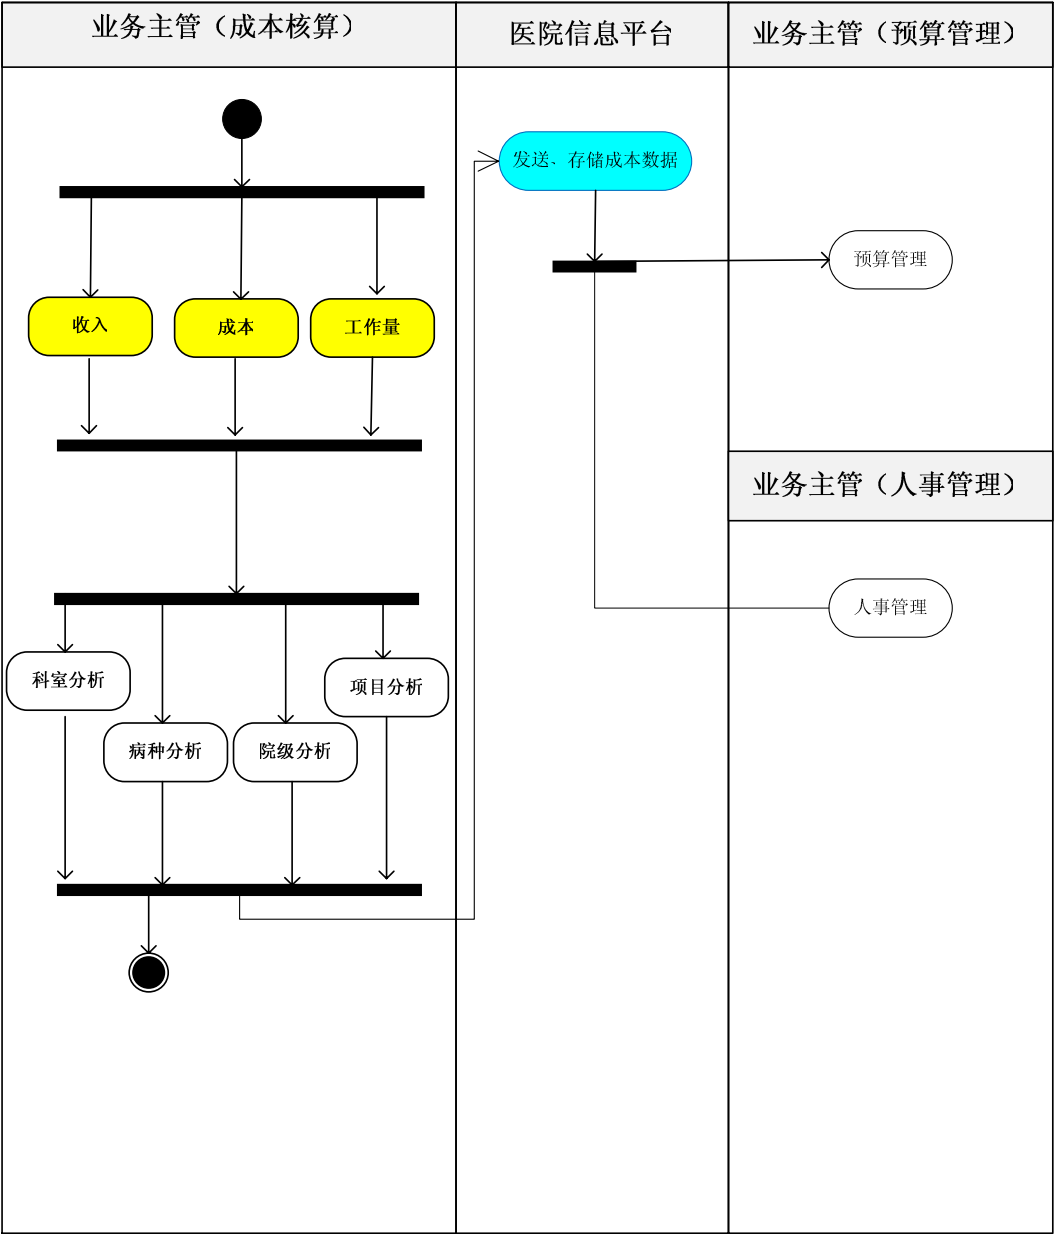 业务主管（成本核算）
医院信息平台
业务主管（预算管理）
发送、存储成本数据
预算管理
收入
成本
工作量
业务主管（人事管理）
人事管理
科室分析
项目分析
病种分析
院级分析